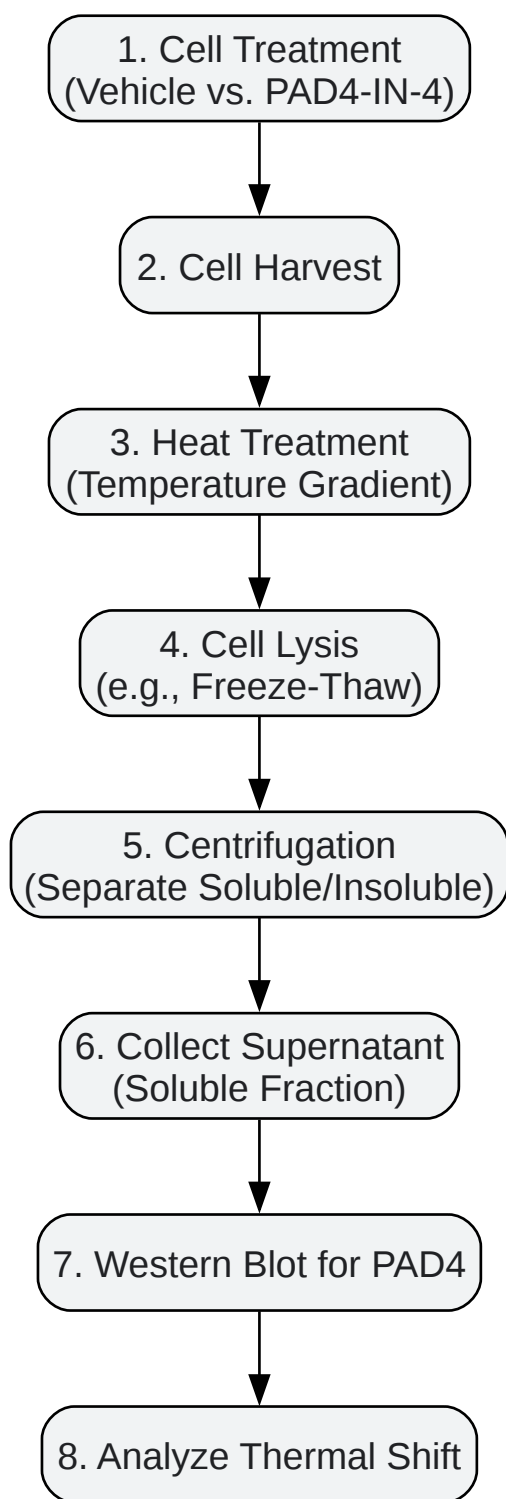 1. Cell Treatment
(Vehicle vs. PAD4-IN-4)
2. Cell Harvest
3. Heat Treatment
(Temperature Gradient)
4. Cell Lysis
(e.g., Freeze-Thaw)
5. Centrifugation
(Separate Soluble/Insoluble)
6. Collect Supernatant
(Soluble Fraction)
7. Western Blot for PAD4
8. Analyze Thermal Shift